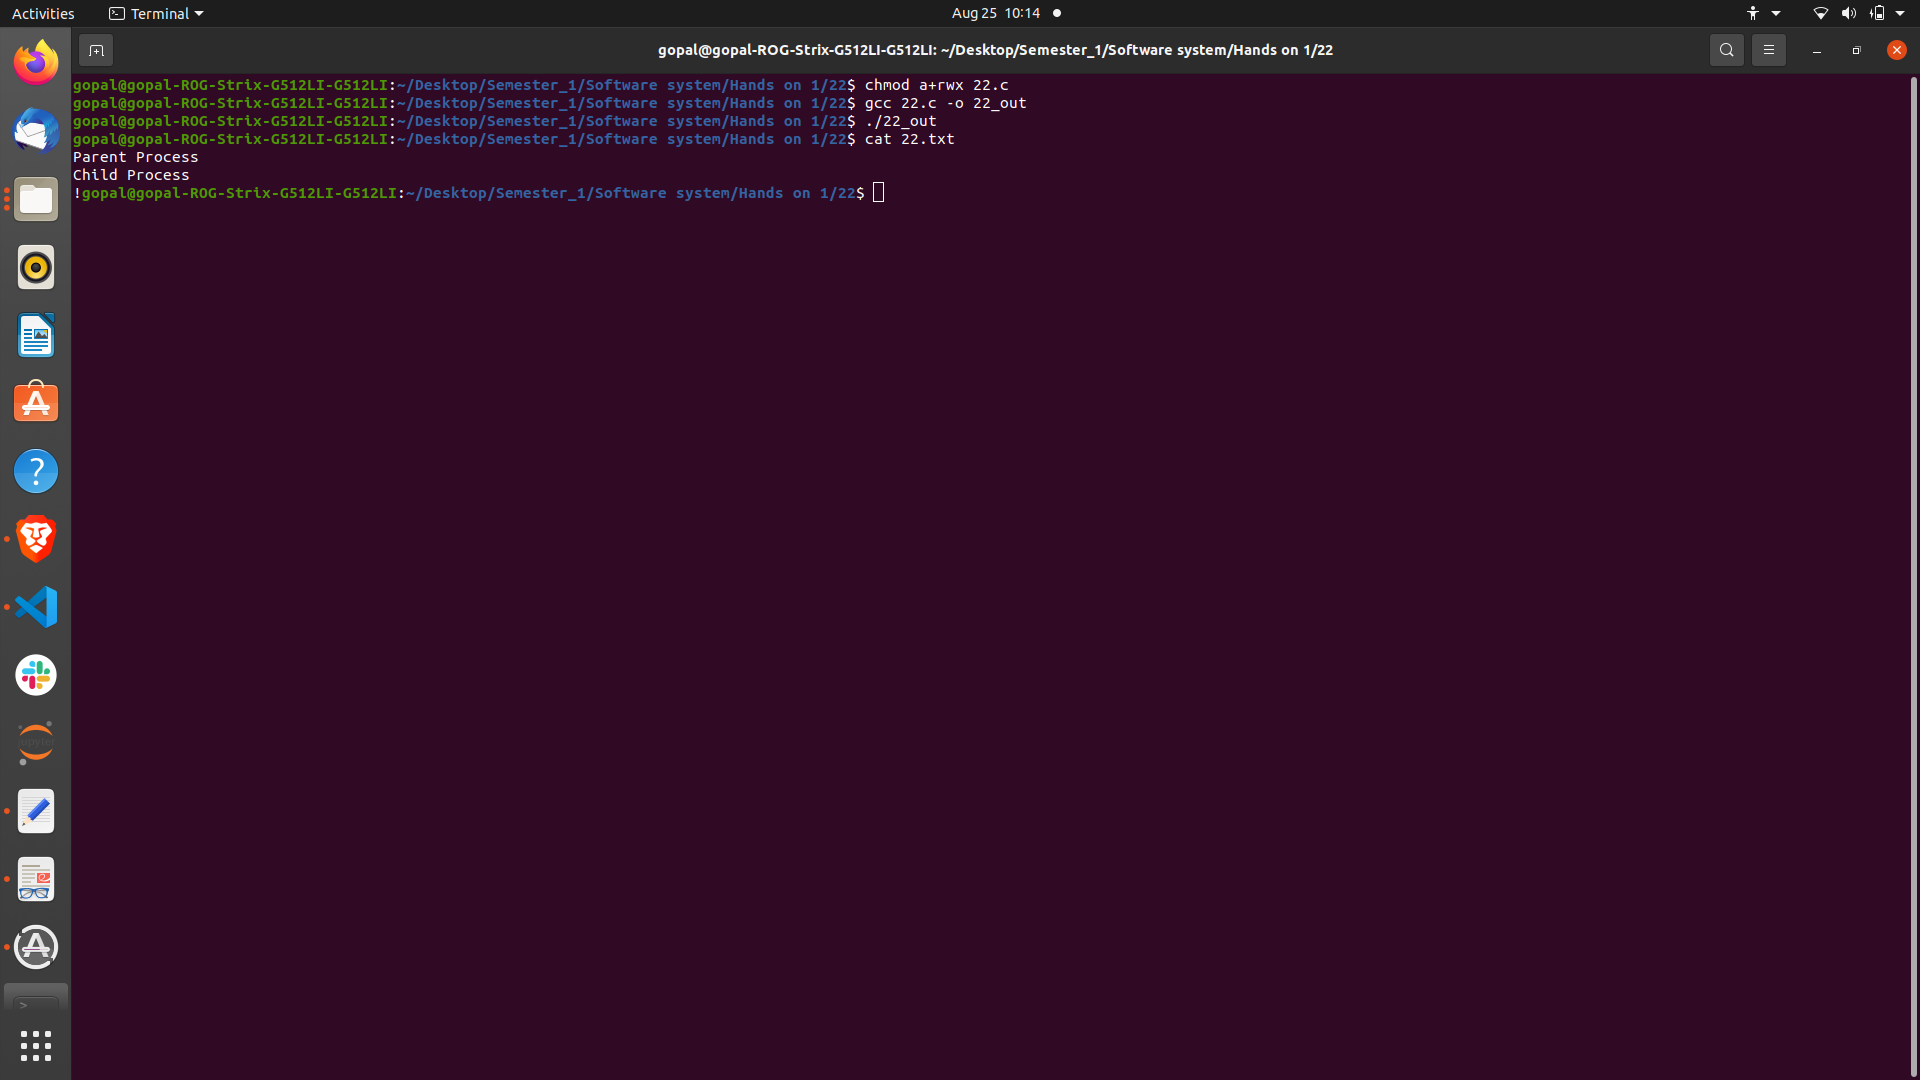 Activities Terminal Aug 25 10:14
gopal@gopal-ROG-Strix-G512LI-G512LI: ~/Desktop/Semester_1/Software system/Hands on 1/22
gopal@gopal-ROG-Strix-G512LI-G512LI:~/Desktop/Semester_1/Software system/Hands on 1/22$ chmod a+rwx 22.c
gopal@gopal-ROG-Strix-G512LI-G512LI:~/Desktop/Semester_1/Software system/Hands on 1/22$ gcc 22.c -o 22_out
gopal@gopal-ROG-Strix-G512LI-G512LI:~/Desktop/Semester_1/Software system/Hands on 1/22$ ./22_out
gopal@gopal-ROG-Strix-G512LI-G512LI:~/Desktop/Semester_1/Software system/Hands on 1/22$ cat 22.txt
Parent Process
Child Process
!gopal@gopal-ROG-Strix-G512LI-G512LI:~/Desktop/Semester_1/Software system/Hands on 1/22$